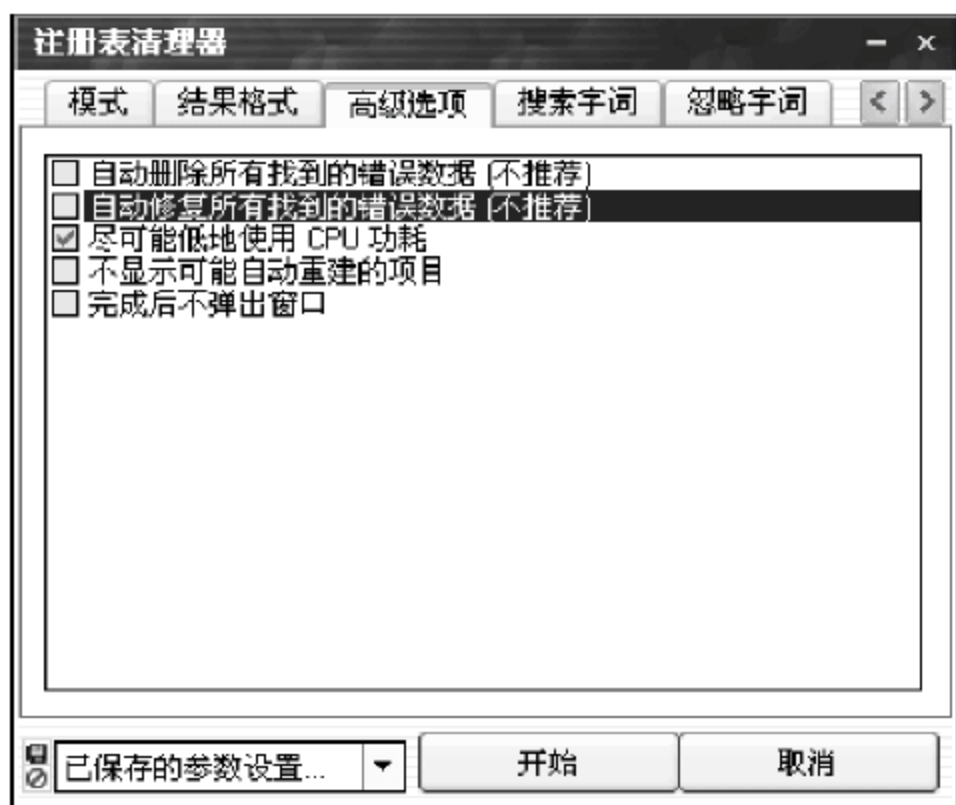 注册表清理器
模式 结果格式 高级选项 搜索字词 忽略字词
自动删除所有找到的错误数据 (不推荐)
自动修复所有找到的错误数据 (不推荐)
尽可能低地使用 CPU 功耗
不显示可能自动重建的项目
完成后不弹出窗口
已保存的参数设置... 开始 取消